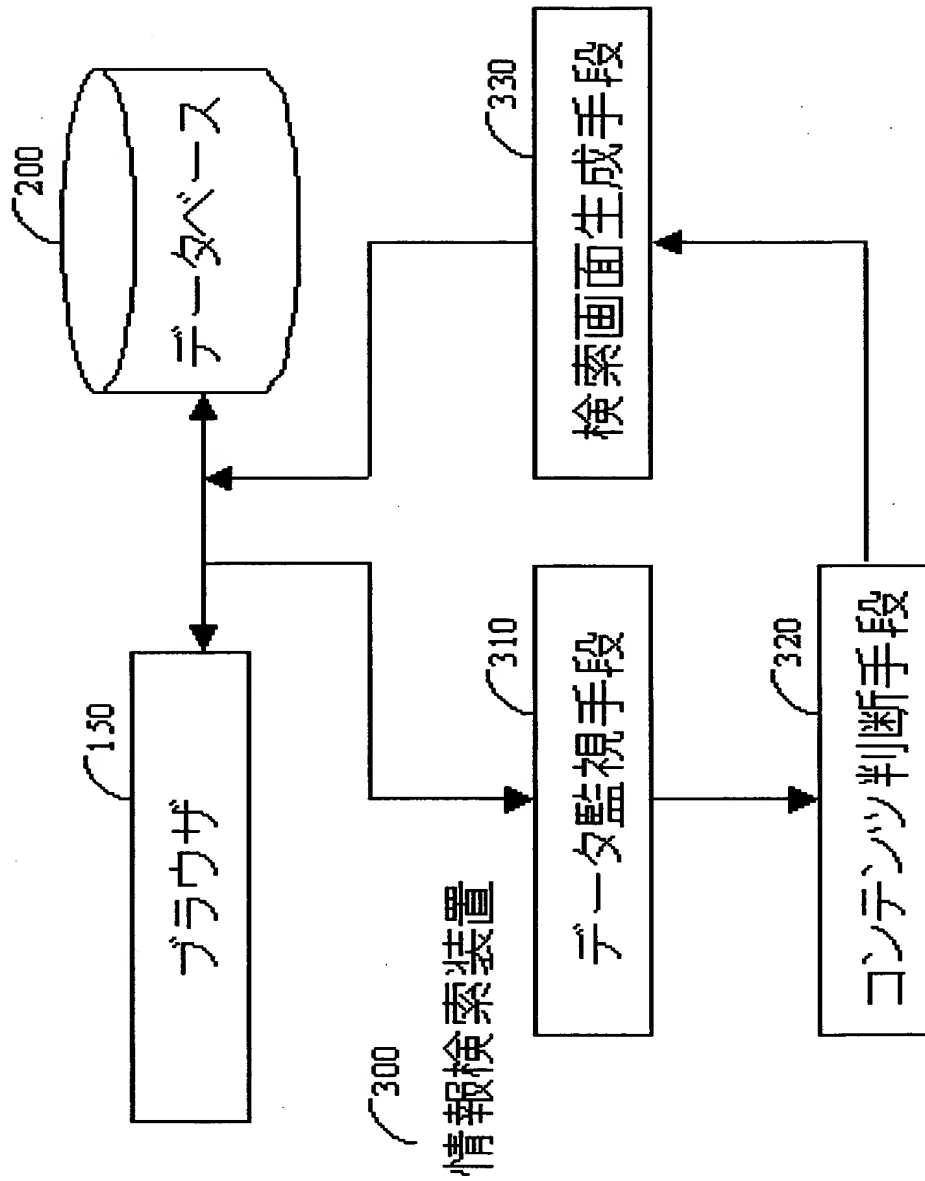 150
ブラウザ
200
データベース
300
情報検索装置
310
データ監視手段
330
検索画面生成手段
320
コンテンツ判断手段